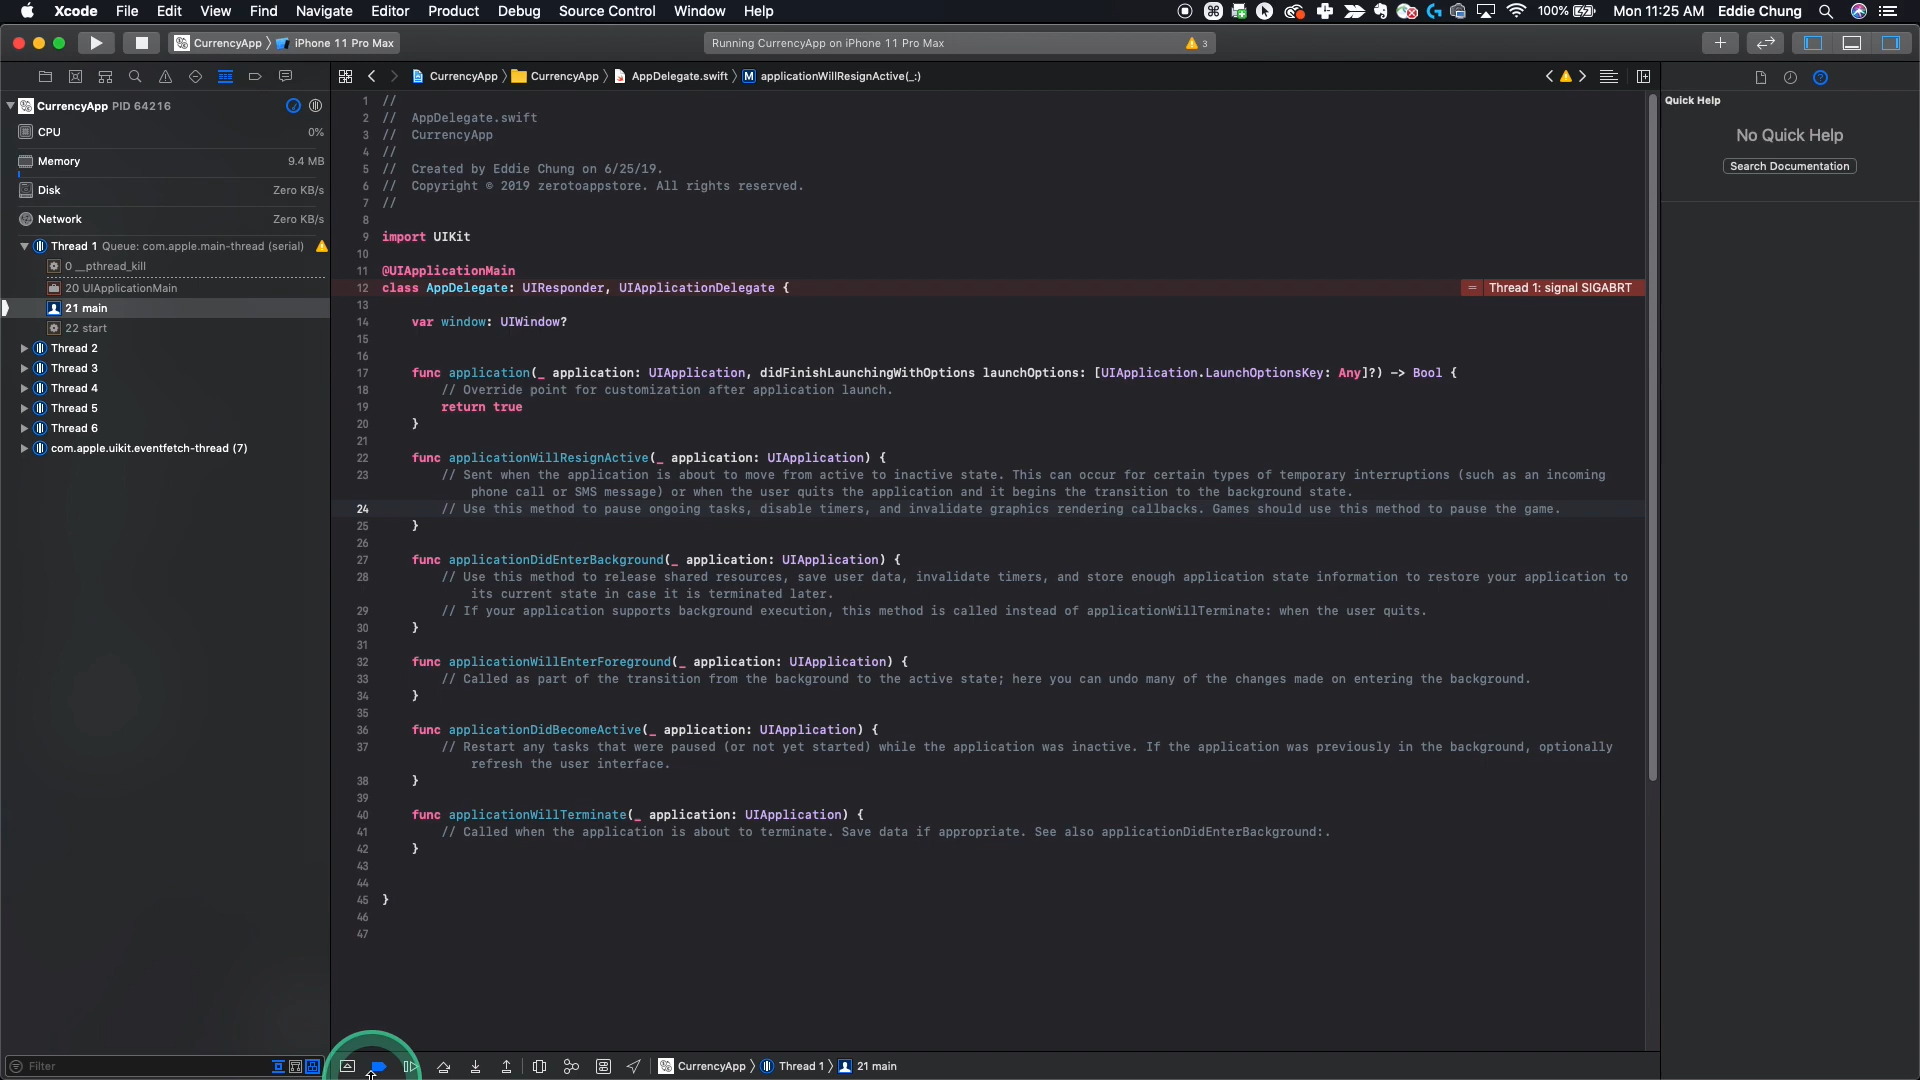 Xcode File Edit View Find Navigate Editor Product Debug Source Control Window Help 100% Mon 11:25 AM Eddie Chung
CurrencyApp iPhone 11 Pro Max Running CurrencyApp on iPhone 11 Pro Max 3
CurrencyApp CurrencyApp AppDelegate.swift M applicationWillResignActive(_:)
CurrencyApp PID 64216
CPU 0%
Memory 9.4 MB
Disk Zero KB/s
Network Zero KB/s
Thread 1 Queue: com.apple.main-thread (serial)
0 __pthread_kill
20 UIApplicationMain
21 main
22 start
Thread 2
Thread 3
Thread 4
Thread 5
Thread 6
com.apple.uikit.eventfetch-thread (7)
Filter
1 //
2 // AppDelegate.swift
3 // CurrencyApp
4 //
5 // Created by Eddie Chung on 6/25/19.
6 // Copyright © 2019 zerotoappstore. All rights reserved.
7 //
8
9 import UIKit
10
11 @UIApplicationMain
12 class AppDelegate: UIResponder, UIApplicationDelegate { = Thread 1: signal SIGABRT
13
14 var window: UIWindow?
15
16
17 func application(_ application: UIApplication, didFinishLaunchingWithOptions launchOptions: [UIApplication.LaunchOptionsKey: Any]?) -> Bool {
18 // Override point for customization after application launch.
19 return true
20 }
21
22 func applicationWillResignActive(_ application: UIApplication) {
23 // Sent when the application is about to move from active to inactive state. This can occur for certain types of temporary interruptions (such as an incoming
phone call or SMS message) or when the user quits the application and it begins the transition to the background state.
24 // Use this method to pause ongoing tasks, disable timers, and invalidate graphics rendering callbacks. Games should use this method to pause the game.
25 }
26
27 func applicationDidEnterBackground(_ application: UIApplication) {
28 // Use this method to release shared resources, save user data, invalidate timers, and store enough application state information to restore your application to
its current state in case it is terminated later.
29 // If your application supports background execution, this method is called instead of applicationWillTerminate: when the user quits.
30 }
31
32 func applicationWillEnterForeground(_ application: UIApplication) {
33 // Called as part of the transition from the background to the active state; here you can undo many of the changes made on entering the background.
34 }
35
36 func applicationDidBecomeActive(_ application: UIApplication) {
37 // Restart any tasks that were paused (or not yet started) while the application was inactive. If the application was previously in the background, optionally
refresh the user interface.
38 }
39
40 func applicationWillTerminate(_ application: UIApplication) {
41 // Called when the application is about to terminate. Save data if appropriate. See also applicationDidEnterBackground:.
42 }
43
44
45 }
46
47
CurrencyApp Thread 1 21 main
Quick Help
No Quick Help
Search Documentation